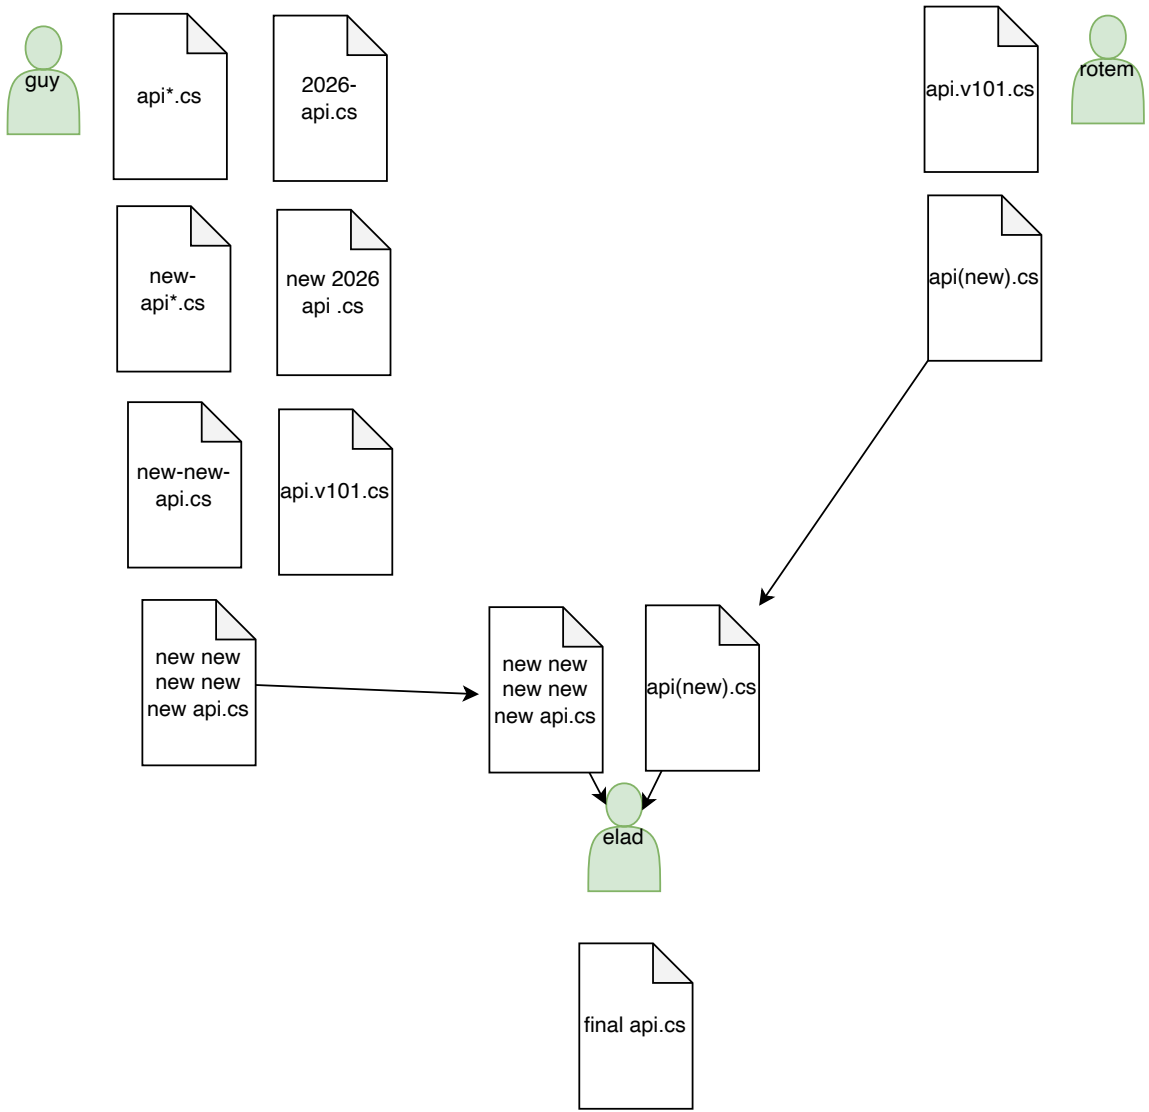 guy
api*.cs
2026-
api.cs
api.v101.cs
rotem
new-
api*.cs
new 2026
api .cs
api(new).cs
new-new-
api.cs
api.v101.cs
new new
new new
new api.cs
new new
new new
new api.cs
api(new).cs
elad
final api.cs